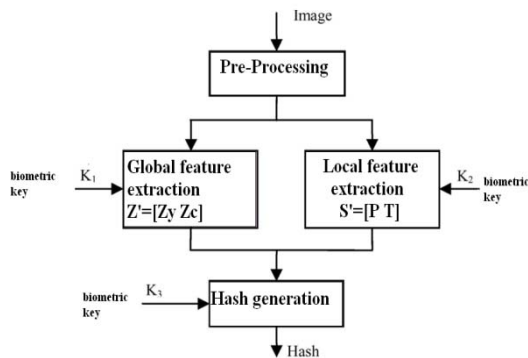 Image
Pre-Processing
Global feature
extraction
Z'=[Zy Zc]
Local feature
extraction
S'=[P T]
biometric
key
K₁
K₂
biometric
key
biometric
key
K₃
Hash generation
Hash